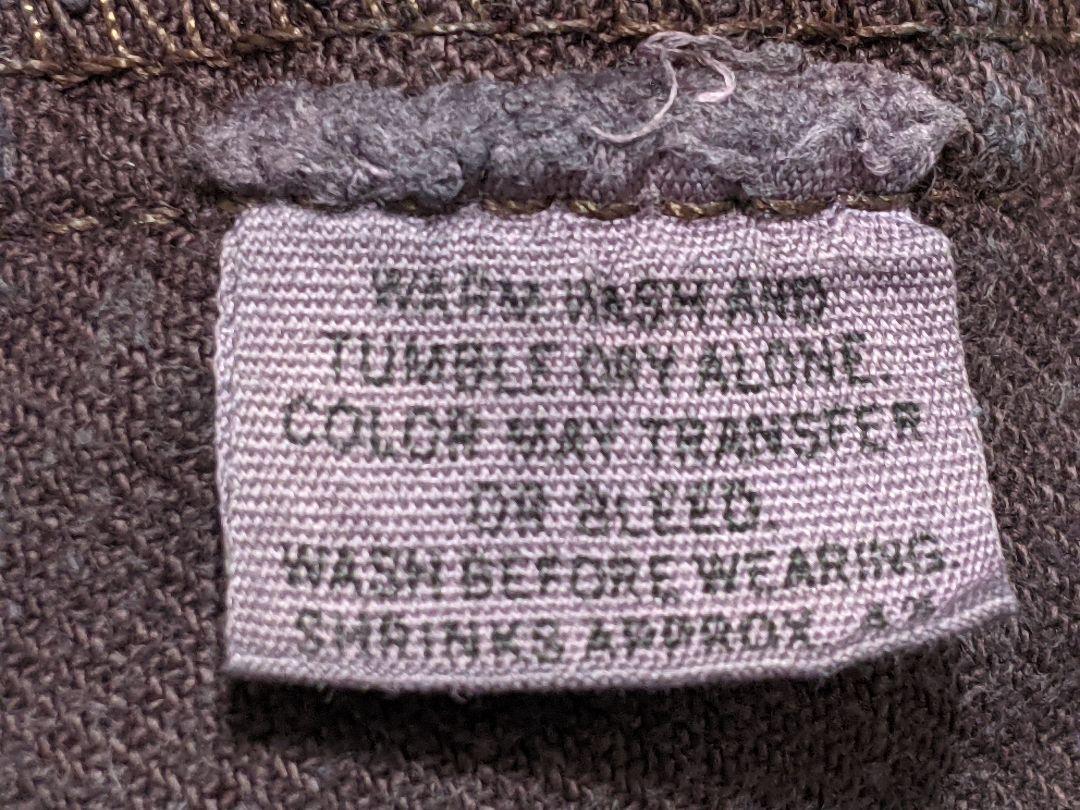 WARM WASH AND
TUMBLE DRY ALONE.
COLOR MAY TRANSFER
OR BLEED.
WASH BEFORE WEARING
SHRINKS APPROX